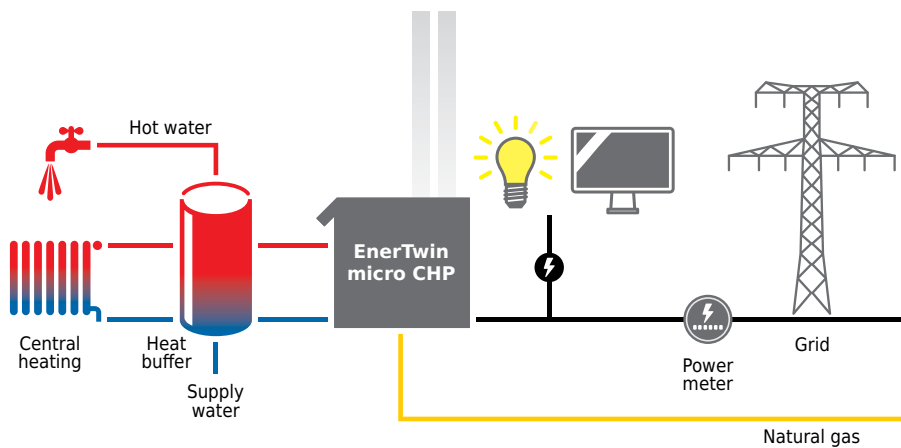 Hot water
EnerTwin
micro CHP
Central
heating
Heat
buffer
Supply
water
Power
meter
Grid
Natural gas